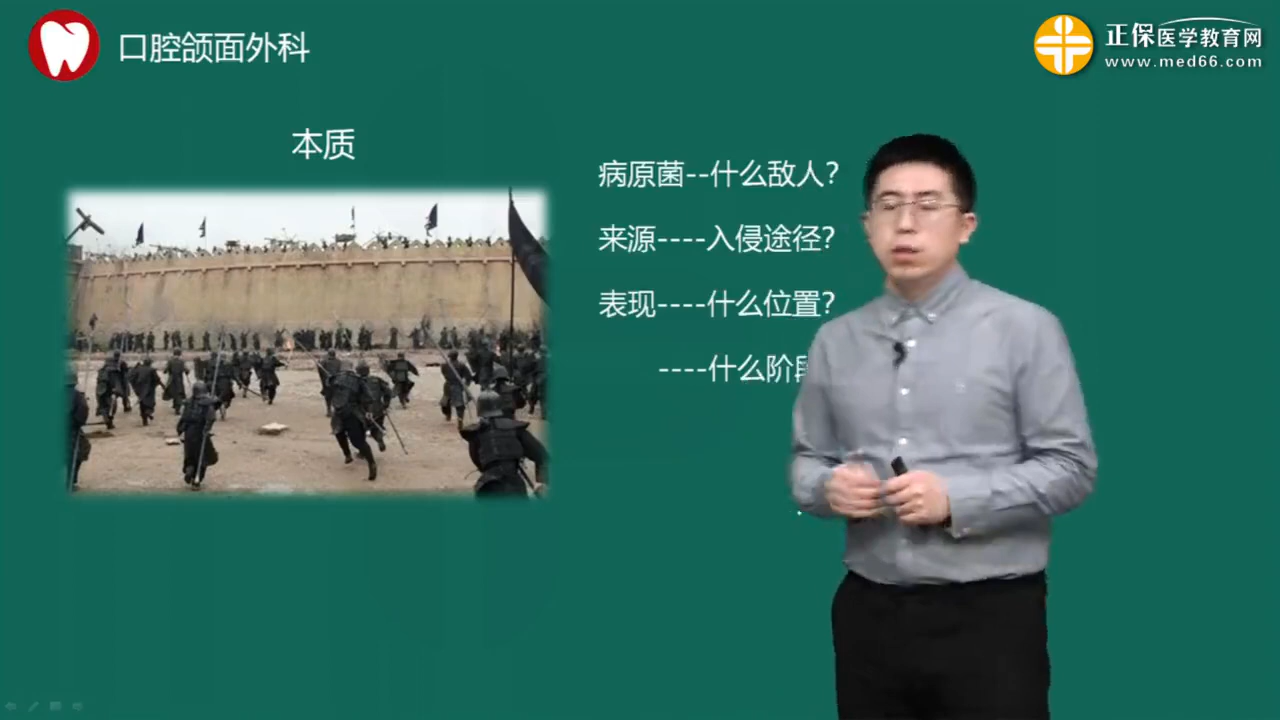 口腔颌面外科
正保医学教育网
www.med66.com
本质
病原菌--什么敌人?
来源----入侵途径?
表现----什么位置?
----什么阶